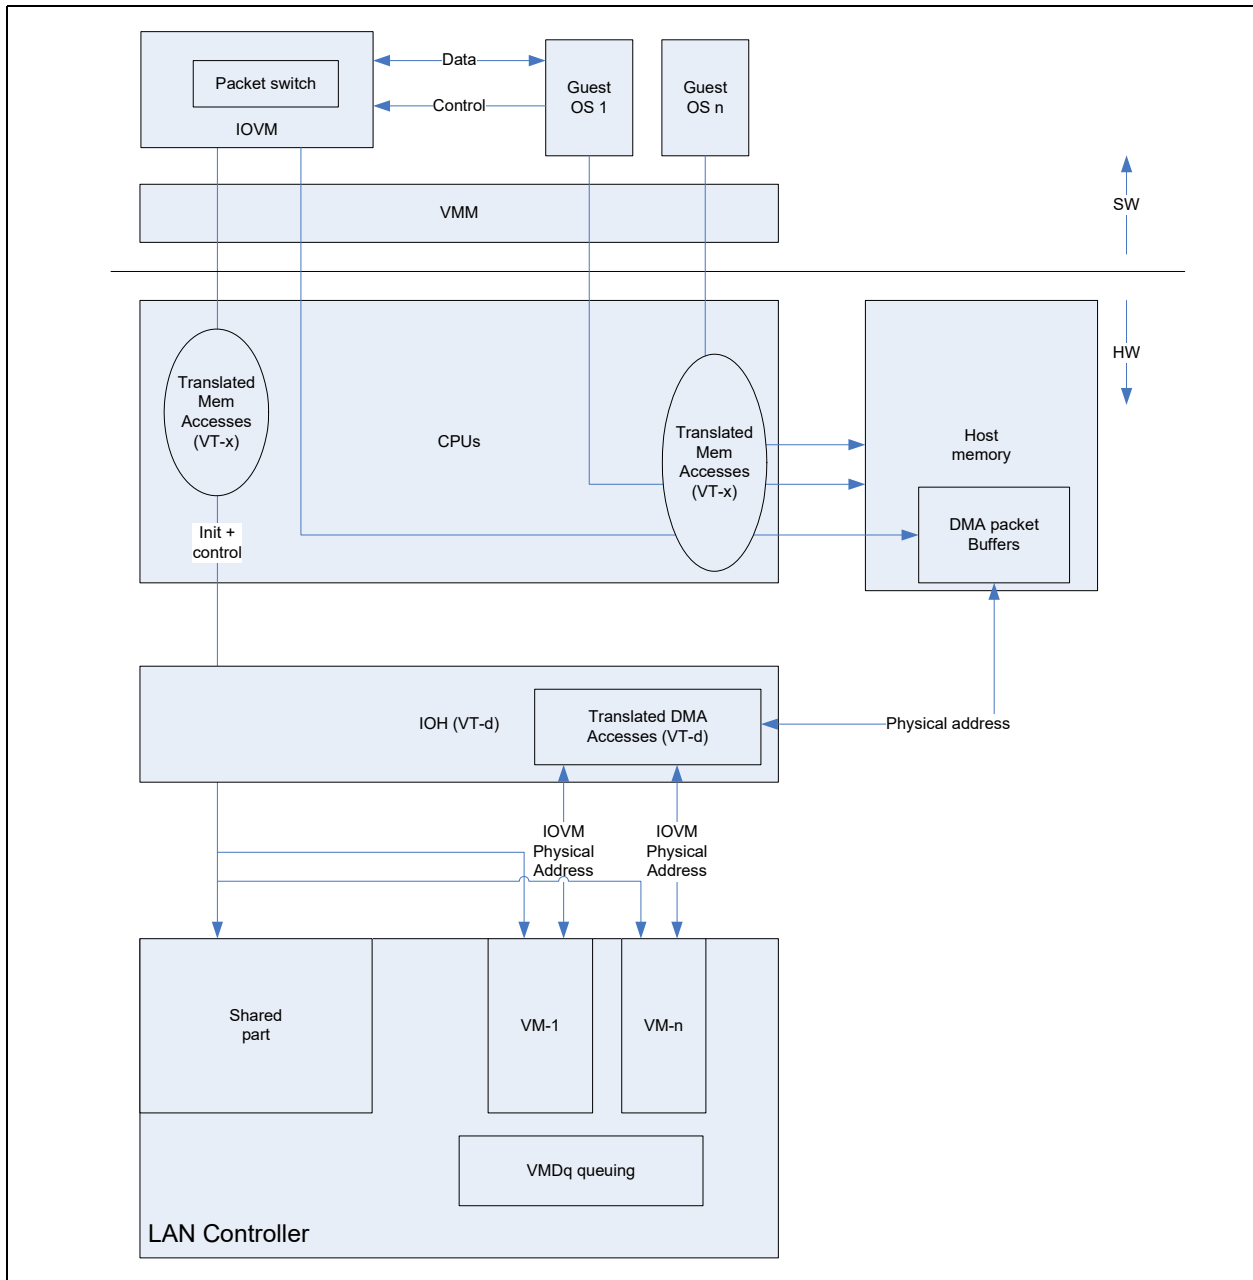 Packet switch
IOVM
Data
Control
Guest
OS 1
Guest
OS n
VMM
SW
HW
Translated
Mem
Accesses
(VT-x)
CPUs
Translated
Mem
Accesses
(VT-x)
Host
memory
DMA packet
Buffers
Init +
control
IOH (VT-d)
Translated DMA
Accesses (VT-d)
Physical address
IOVM
Physical
Address
IOVM
Physical
Address
Shared
part
VM-1
VM-n
VMDq queuing
LAN Controller